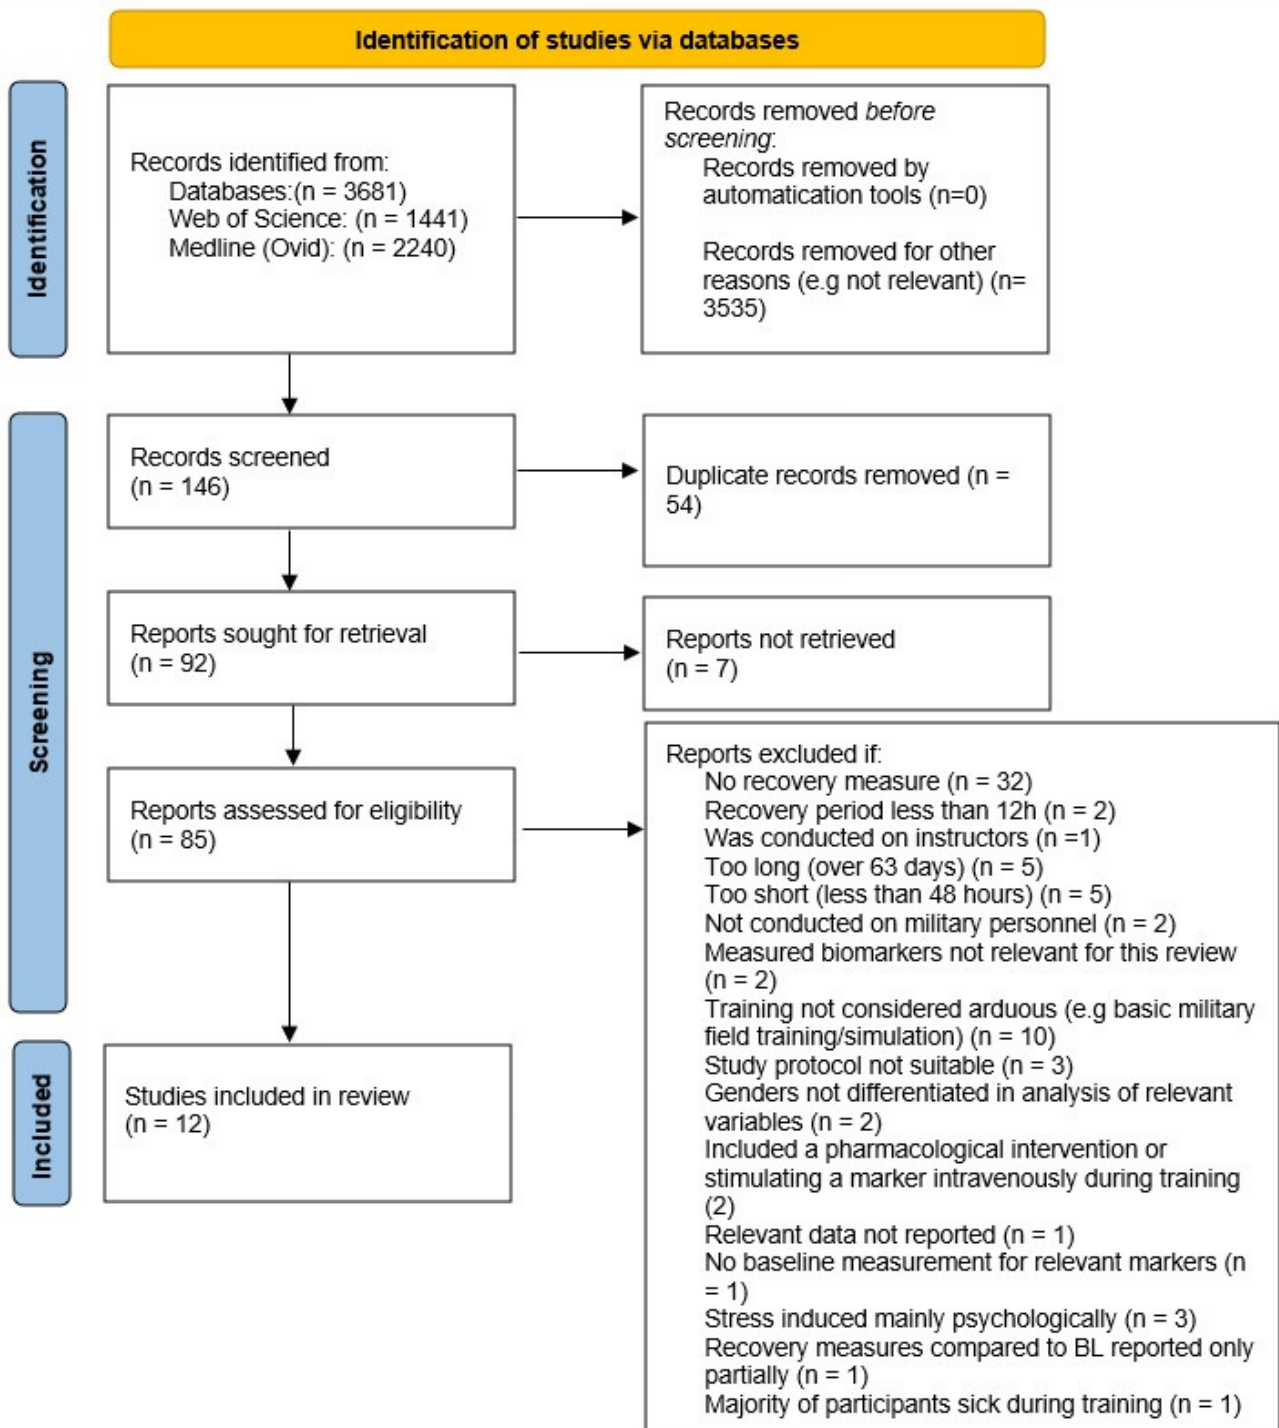 Identification of studies via databases
Identification
Records identified from:
Databases:(n = 3681)
Web of Science: (n = 1441)
Medline (Ovid): (n = 2240)
Records removed before
screening:
Records removed by
automatication tools (n=0)
Records removed for other
reasons (e.g not relevant) (n=
3535)
Screening
Records screened
(n = 146)
Duplicate records removed (n =
54)
Reports sought for retrieval
(n = 92)
Reports not retrieved
(n = 7)
Reports assessed for eligibility
(n = 85)
Reports excluded if:
No recovery measure (n = 32)
Recovery period less than 12h (n = 2)
Was conducted on instructors (n =1)
Too long (over 63 days) (n = 5)
Too short (less than 48 hours) (n = 5)
Not conducted on military personnel (n = 2)
Measured biomarkers not relevant for this review
(n = 2)
Training not considered arduous (e.g basic military
field training/simulation) (n = 10)
Study protocol not suitable (n = 3)
Genders not differentiated in analysis of relevant
variables (n = 2)
Included a pharmacological intervention or
stimulating a marker intravenously during training
(2)
Relevant data not reported (n = 1)
No baseline measurement for relevant markers (n
= 1)
Stress induced mainly psychologically (n = 3)
Recovery measures compared to BL reported only
partially (n = 1)
Majority of participants sick during training (n = 1)
Included
Studies included in review
(n = 12)